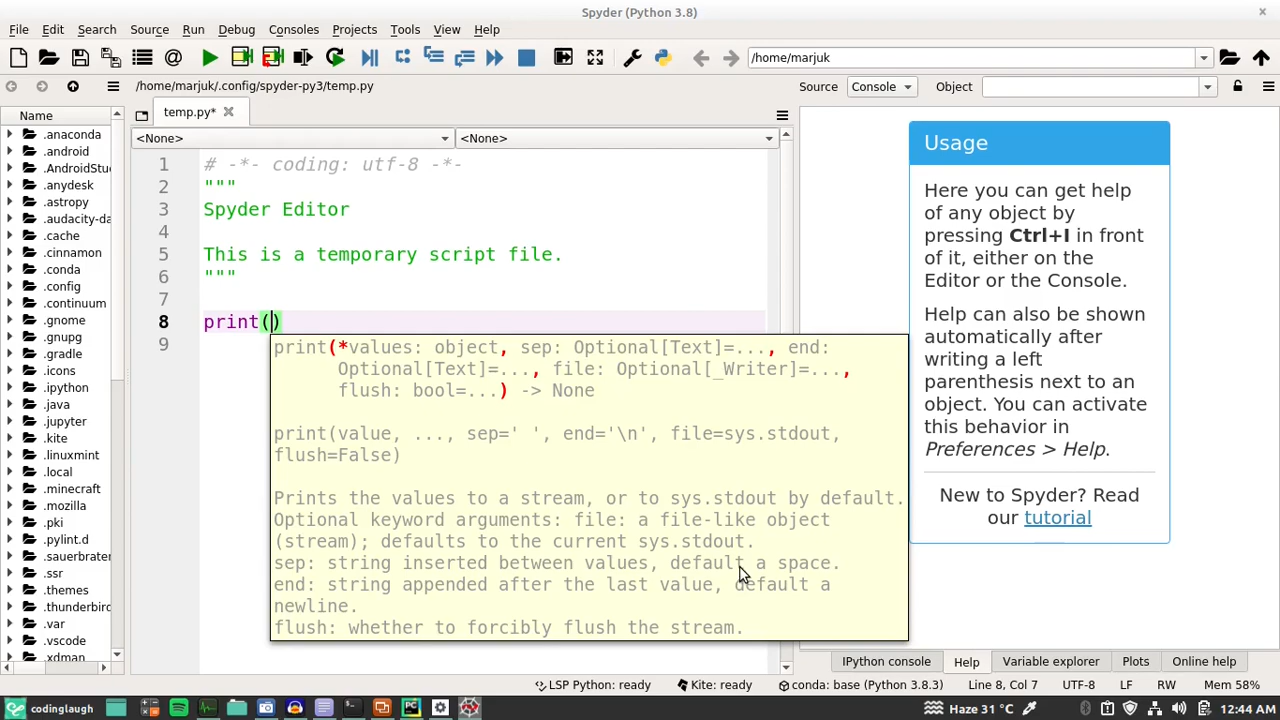 Spyder (Python 3.8)
File Edit Search Source Run Debug Consoles Projects Tools View Help
/home/marjuk
/home/marjuk/.config/spyder-py3/temp.py
Source Console Object
Name
.anaconda
.android
.AndroidStu
.anydesk
.astropy
.audacity-da
.cache
.cinnamon
.conda
.config
.continuum
.gnome
.gnupg
.gradle
.icons
.ipython
.java
.jupyter
.kite
.linuxmint
.local
.minecraft
.mozilla
.pki
.pylint.d
.sauerbrater
.ssr
.themes
.thunderbird
.var
.vscode
.xdman
temp.py*
<None> <None>
1 # -*- coding: utf-8 -*-
2 """
3 Spyder Editor
4
5 This is a temporary script file.
6 """
7
8 print()
9
print(*values: object, sep: Optional[Text]=..., end:
Optional[Text]=..., file: Optional[_Writer]=...,
flush: bool=...) -> None
print(value, ..., sep=' ', end='\n', file=sys.stdout,
flush=False)
Prints the values to a stream, or to sys.stdout by default.
Optional keyword arguments: file: a file-like object
(stream); defaults to the current sys.stdout.
sep: string inserted between values, default a space.
end: string appended after the last value, default a
newline.
flush: whether to forcibly flush the stream.
Usage
Here you can get help
of any object by
pressing Ctrl+I in front
of it, either on the
Editor or the Console.
Help can also be shown
automatically after
writing a left
parenthesis next to an
object. You can activate
this behavior in
Preferences > Help.
New to Spyder? Read
our tutorial
IPython console Help Variable explorer Plots Online help
LSP Python: ready Kite: ready conda: base (Python 3.8.3) Line 8, Col 7 UTF-8 LF RW Mem 58%
codinglaugh Haze 31 °C 12:44 AM